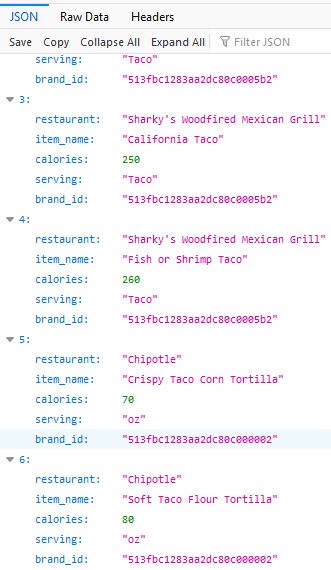 JSON Raw Data Headers
Save Copy Collapse All Expand All Filter JSON
serving: "Taco"
brand_id: "513fbc1283aa2dc80c0005b2"
3:
restaurant: "Sharky's Woodfired Mexican Grill"
item_name: "California Taco"
calories: 250
serving: "Taco"
brand_id: "513fbc1283aa2dc80c0005b2"
4:
restaurant: "Sharky's Woodfired Mexican Grill"
item_name: "Fish or Shrimp Taco"
calories: 260
serving: "Taco"
brand_id: "513fbc1283aa2dc80c0005b2"
5:
restaurant: "Chipotle"
item_name: "Crispy Taco Corn Tortilla"
calories: 70
serving: "oz"
brand_id: "513fbc1283aa2dc80c000002"
6:
restaurant: "Chipotle"
item_name: "Soft Taco Flour Tortilla"
calories: 80
serving: "oz"
brand_id: "513fbc1283aa2dc80c000002"